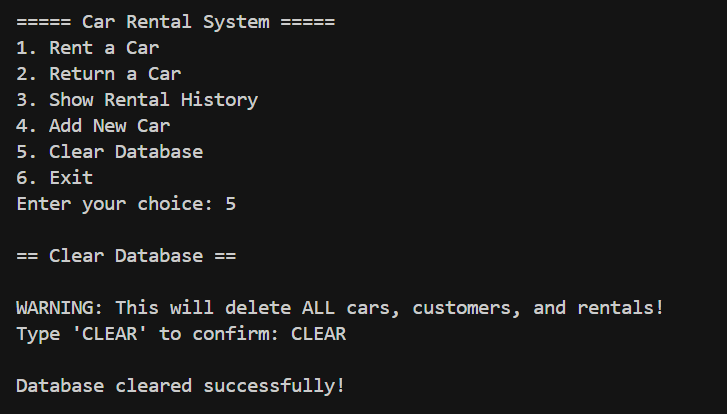 ===== Car Rental System =====
1. Rent a Car
2. Return a Car
3. Show Rental History
4. Add New Car
5. Clear Database
6. Exit
Enter your choice: 5
== Clear Database ==
WARNING: This will delete ALL cars, customers, and rentals!
Type 'CLEAR' to confirm: CLEAR
Database cleared successfully!